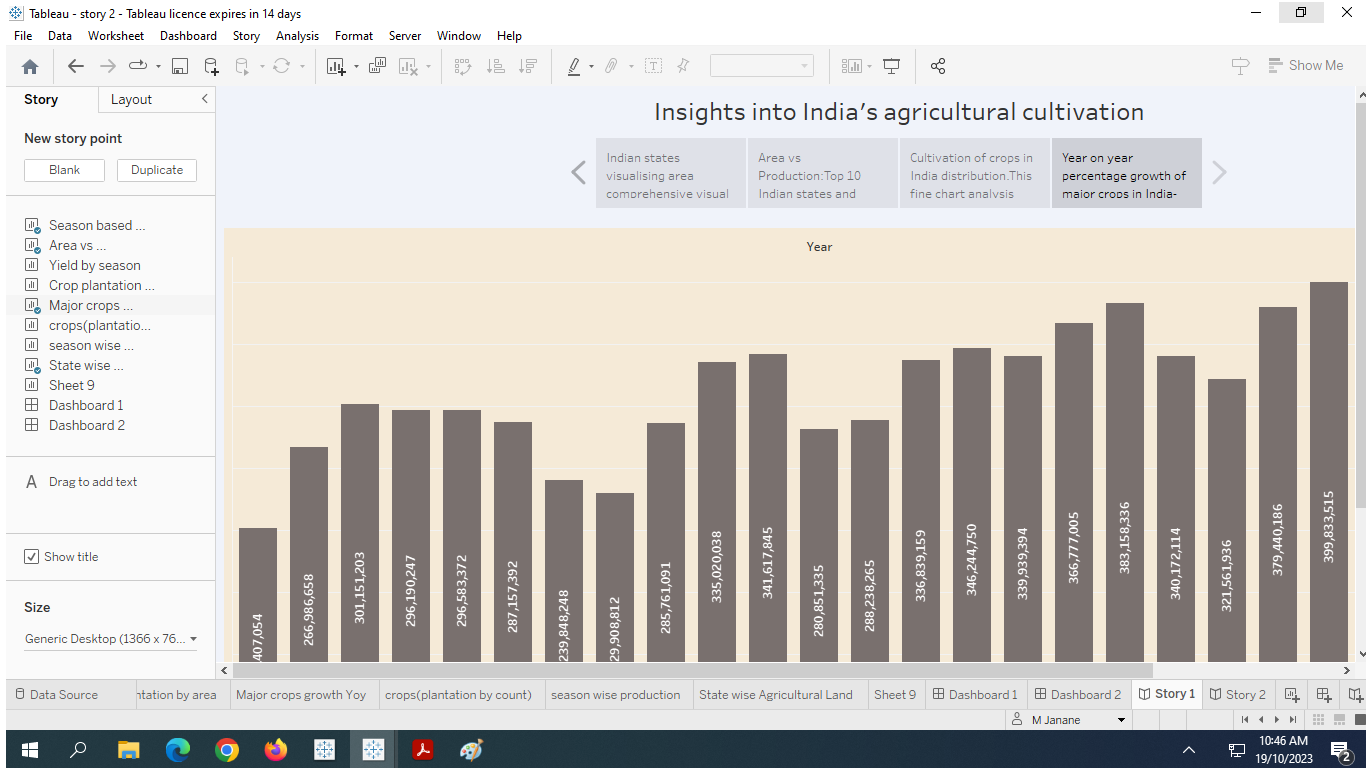 Tableau - story 2 - Tableau licence expires in 14 days
File Data Worksheet Dashboard Story Analysis Format Server Window Help
Show Me
Story Layout
New story point
Blank Duplicate
Season based ...
Area vs ...
Yield by season
Crop plantation ...
Major crops ...
crops(plantatio...
season wise ...
State wise ...
Sheet 9
Dashboard 1
Dashboard 2
A Drag to add text
Show title
Size
Generic Desktop (1366 x 76...
Insights into India's agricultural cultivation
Indian states
visualising area
comprehensive visual
Area vs
Production:Top 10
Indian states and
Cultivation of crops in
India distribution.This
fine chart analysis
Year on year
percentage growth of
major crops in India-
Year
407,054
266,986,658
301,151,203
296,190,247
296,583,372
287,157,392
239,848,248
29,908,812
285,761,091
335,020,038
341,617,845
280,851,335
288,238,265
336,839,159
346,244,750
339,939,394
366,777,005
383,158,336
340,172,114
321,561,936
379,440,186
399,833,515
Data Source ntation by area Major crops growth Yoy crops(plantation by count) season wise production State wise Agricultural Land Sheet 9 Dashboard 1 Dashboard 2 Story 1 Story 2
M Janane
10:46 AM
19/10/2023
2